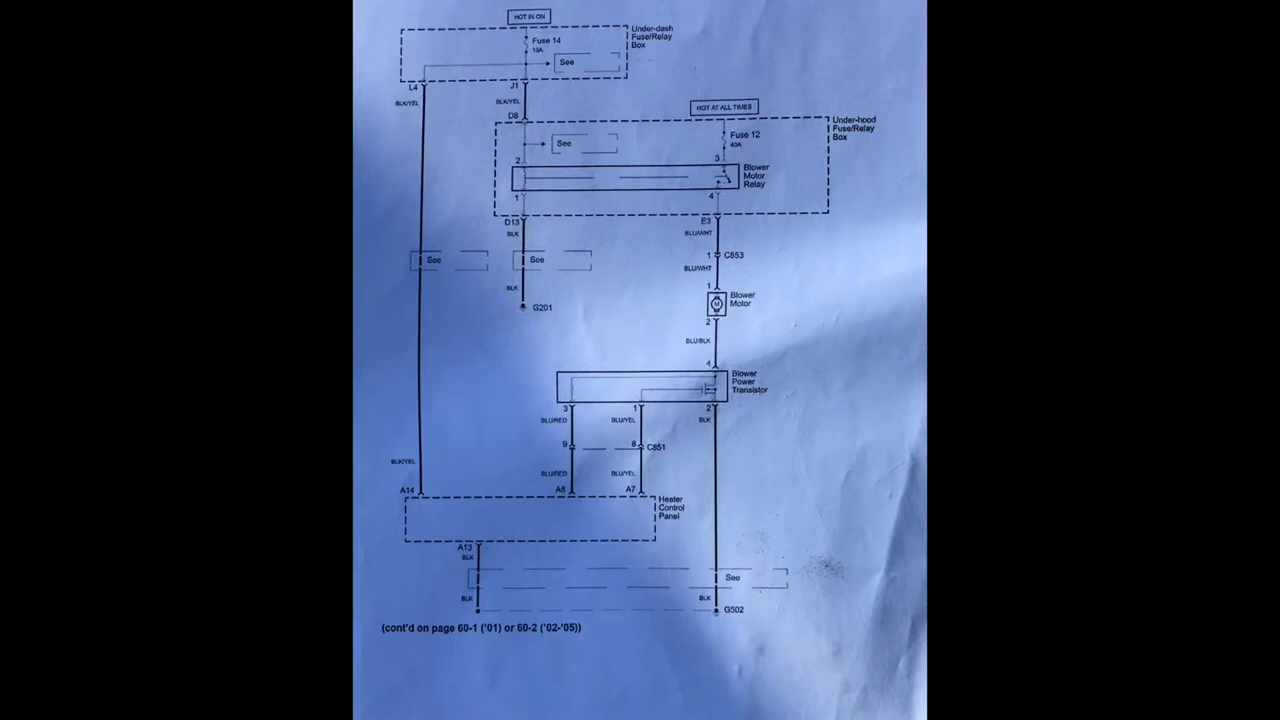 HOT IN ON
Under-dash
Fuse/Relay
Box
Fuse 14
10A
See
L4
J1
BLK/YEL
BLK/YEL
D8
HOT AT ALL TIMES
Under-hood
Fuse/Relay
Box
Fuse 12
40A
See
2
3
Blower
Motor
Relay
1
4
D13
E3
BLK
BLU/WHT
See
See
1
C853
BLU/WHT
BLK
1
G201
Blower
Motor
M
2
BLU/BLK
4
Blower
Power
Transistor
3
1
2
BLU/RED
BLU/YEL
BLK
9
8
C851
BLK/YEL
BLU/RED
BLU/YEL
A14
A8
A7
Heater
Control
Panel
A13
BLK
See
BLK
BLK
G502
(cont'd on page 60-1 ('01) or 60-2 ('02-'05))